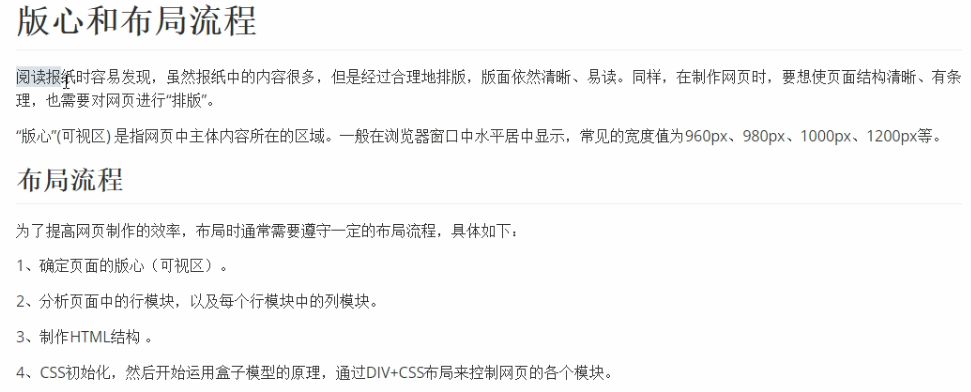 版心和布局流程
阅读报纸时容易发现，虽然报纸中的内容很多，但是经过合理地排版，版面依然清晰、易读。同样，在制作网页时，要想使页面结构清晰、有条
理，也需要对网页进行“排版”。
“版心”(可视区) 是指网页中主体内容所在的区域。一般在浏览器窗口中水平居中显示，常见的宽度值为960px、980px、1000px、1200px等。
布局流程
为了提高网页制作的效率，布局时通常需要遵守一定的布局流程，具体如下：
1、确定页面的版心（可视区）。
2、分析页面中的行模块，以及每个行模块中的列模块。
3、制作HTML结构 。
4、CSS初始化，然后开始运用盒子模型的原理，通过DIV+CSS布局来控制网页的各个模块。